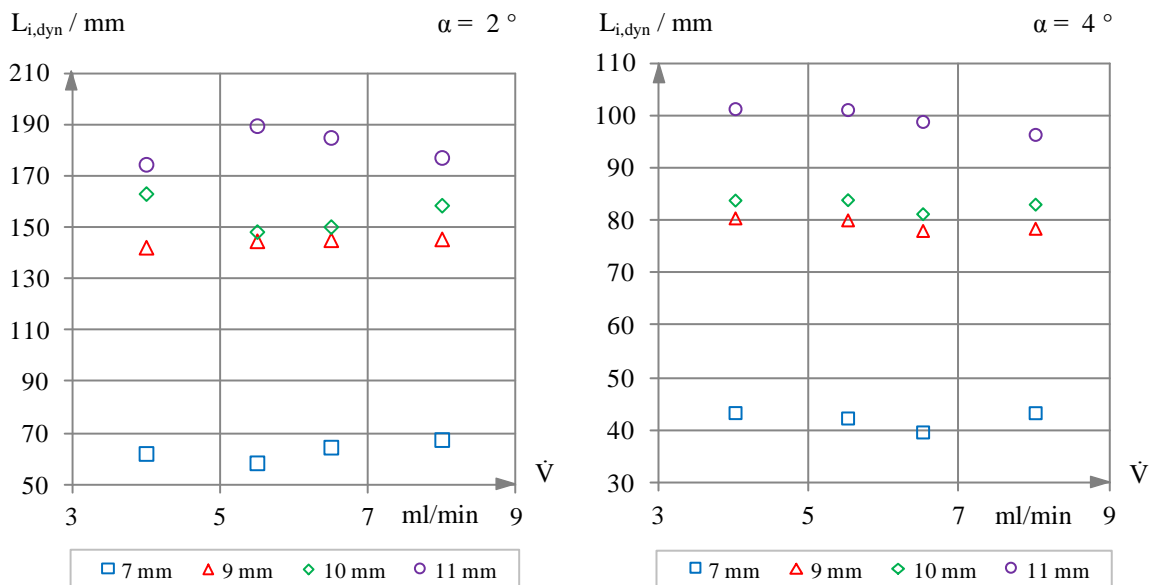 L_i,dyn / mm α = 2 °
210
190
170
150
130
110
90
70
50
3 5 7 ml/min 9
V̇
7 mm 9 mm 10 mm 11 mm
L_i,dyn / mm α = 4 °
110
100
90
80
70
60
50
40
30
3 5 7 ml/min 9
V̇
7 mm 9 mm 10 mm 11 mm